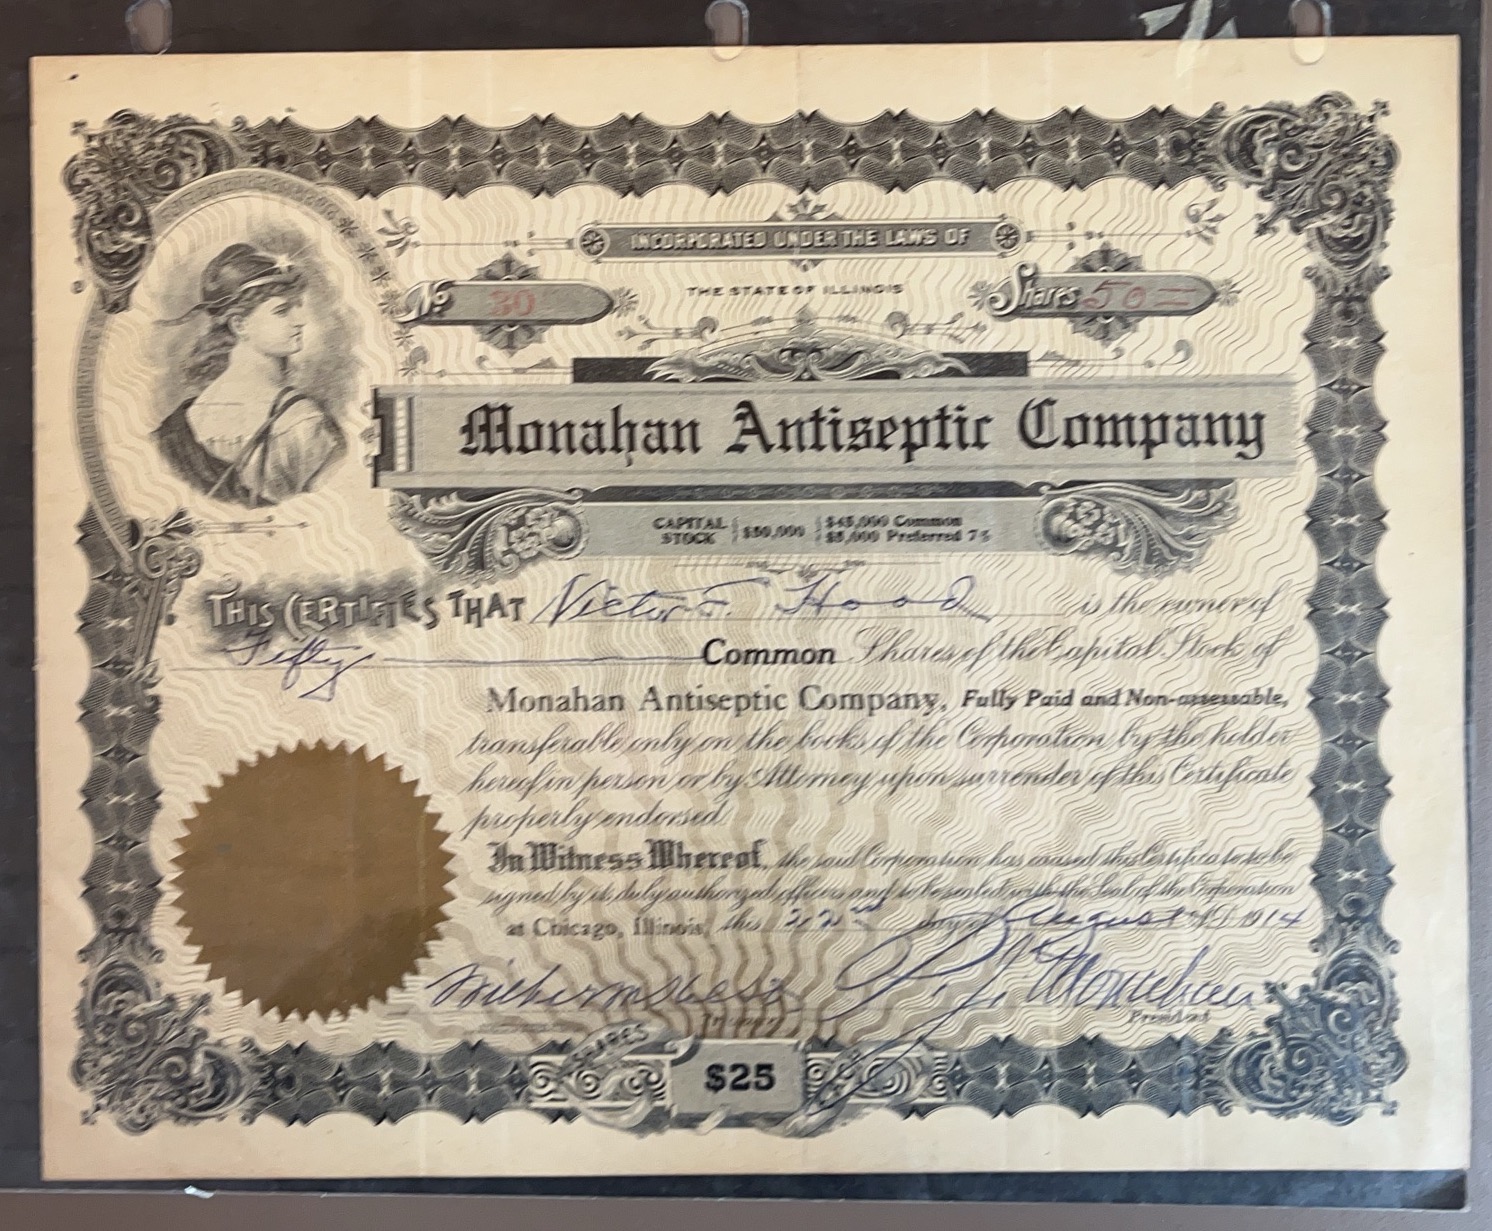 INCORPORATED UNDER THE LAWS OF
THE STATE OF ILLINOIS
No. 30
Shares 50
Monahan Antiseptic Company
CAPITAL STOCK $50,000 $45,000 Common
$5,000 Preferred 7%
THIS CERTIFIES THAT Victor F. Hood is the owner of
Fifty Common Shares of the Capital Stock of
Monahan Antiseptic Company, Fully Paid and Non-assessable,
transferable only on the books of the Corporation by the holder
hereof in person or by Attorney upon surrender of this Certificate
properly endorsed.
In Witness Whereof, the said Corporation has caused this Certificate to be
signed by its duly authorized officers and to be sealed with the Seal of the Corporation
at Chicago, Illinois, this 22nd day of August A.D. 1914
President
SHARES $25